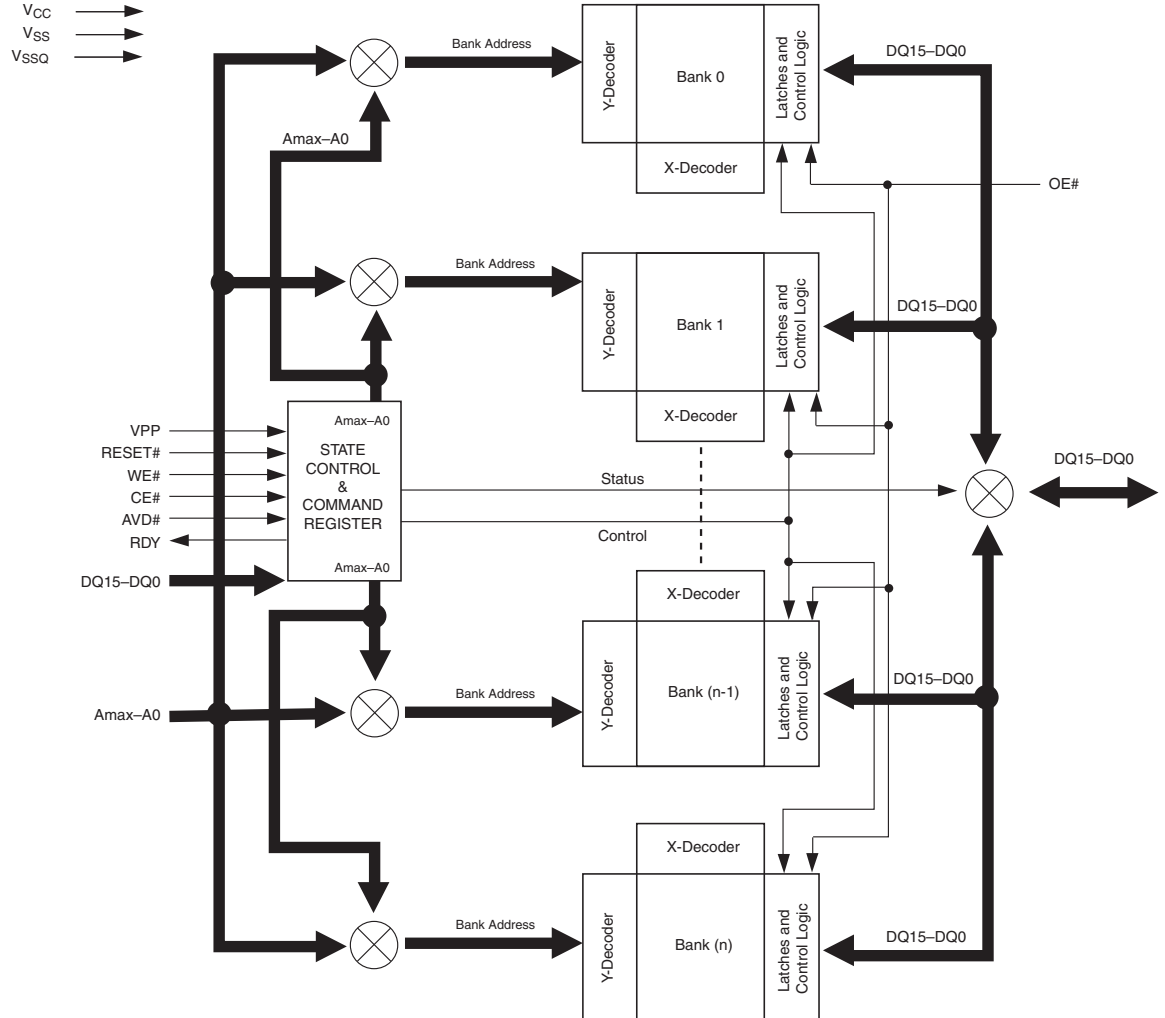 VCC
VSS
VSSQ
Bank Address
Y-Decoder
Bank 0
Latches and
Control Logic
DQ15–DQ0
Amax–A0
X-Decoder
OE#
Bank Address
Y-Decoder
Bank 1
Latches and
Control Logic
DQ15–DQ0
X-Decoder
Amax–A0
VPP
RESET#
WE#
CE#
AVD#
RDY
DQ15–DQ0
STATE
CONTROL
&
COMMAND
REGISTER
Amax–A0
Status
Control
DQ15–DQ0
X-Decoder
Amax–A0
Bank Address
Y-Decoder
Bank (n-1)
Latches and
Control Logic
DQ15–DQ0
X-Decoder
Bank Address
Y-Decoder
Bank (n)
Latches and
Control Logic
DQ15–DQ0